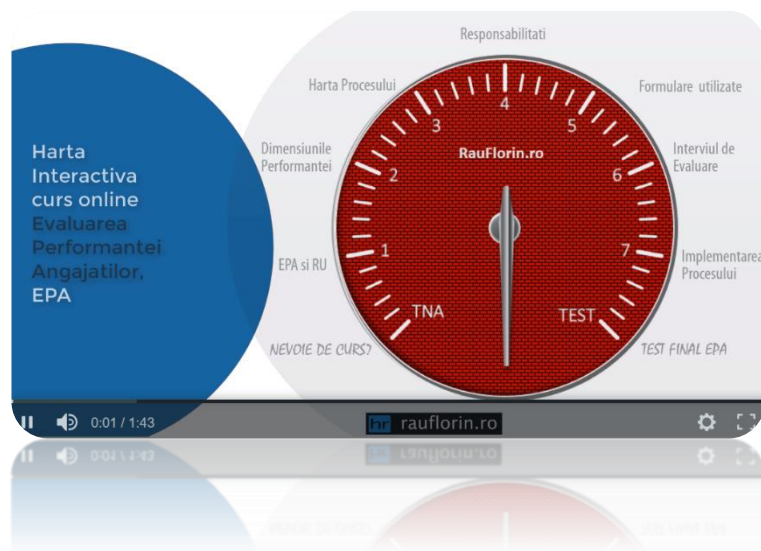 Harta
Interactiva
curs online
Evaluarea
Performantei
Angajatilor,
EPA
Responsabilitati
Harta Procesului
Formulare utilizate
Dimensiunile
Performantei
Interviul de
Evaluare
EPA si RU
Implementarea
Procesului
NEVOIE DE CURS?
TEST FINAL EPA
RauFlorin.ro
1
2
3
4
5
6
7
TNA
TEST
0:01 / 1:43
hr rauflorin.ro